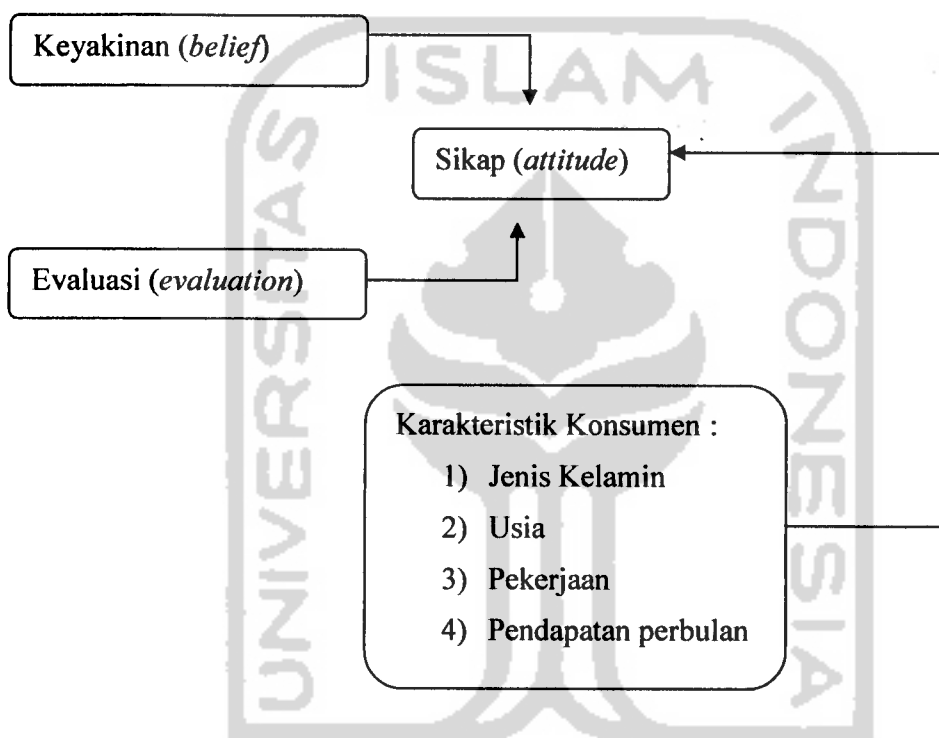 Keyakinan (belief)
Sikap (attitude)
Evaluasi (evaluation)
Karakteristik Konsumen :
1) Jenis Kelamin
2) Usia
3) Pekerjaan
4) Pendapatan perbulan
UNIVERSITAS
ISLAM
INDONESIA